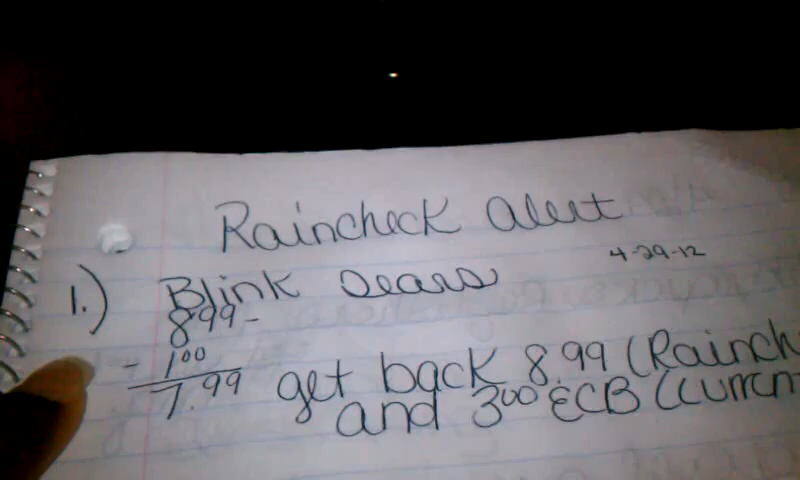 Raincheck Alert
4-29-12
1.) Blink Sears
8.99-
- 1.00
7.99 get back 8.99 (Rainch
and 3.00 ECB (Curren